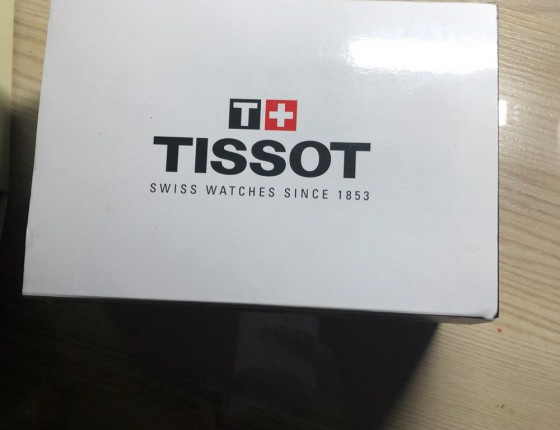 T+
TISSOT
SWISS WATCHES SINCE 1853